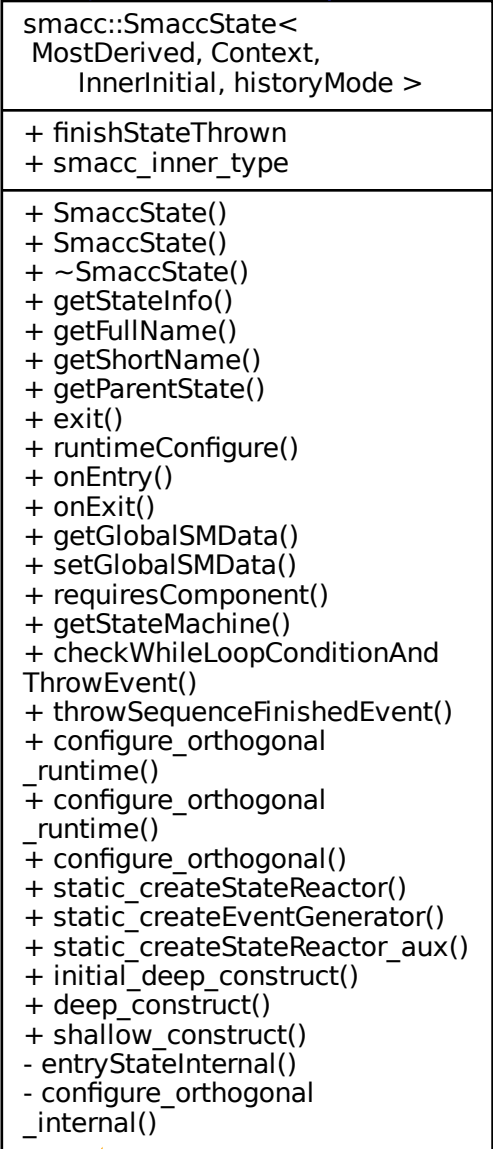 smacc::SmaccState<
MostDerived, Context,
InnerInitial, historyMode >
+ finishStateThrown
+ smacc_inner_type
+ SmaccState()
+ SmaccState()
+ ~SmaccState()
+ getStateInfo()
+ getFullName()
+ getShortName()
+ getParentState()
+ exit()
+ runtimeConfigure()
+ onEntry()
+ onExit()
+ getGlobalSMData()
+ setGlobalSMData()
+ requiresComponent()
+ getStateMachine()
+ checkWhileLoopConditionAnd
ThrowEvent()
+ throwSequenceFinishedEvent()
+ configure_orthogonal
_runtime()
+ configure_orthogonal
_runtime()
+ configure_orthogonal()
+ static_createStateReactor()
+ static_createEventGenerator()
+ static_createStateReactor_aux()
+ initial_deep_construct()
+ deep_construct()
+ shallow_construct()
- entryStateInternal()
- configure_orthogonal
_internal()